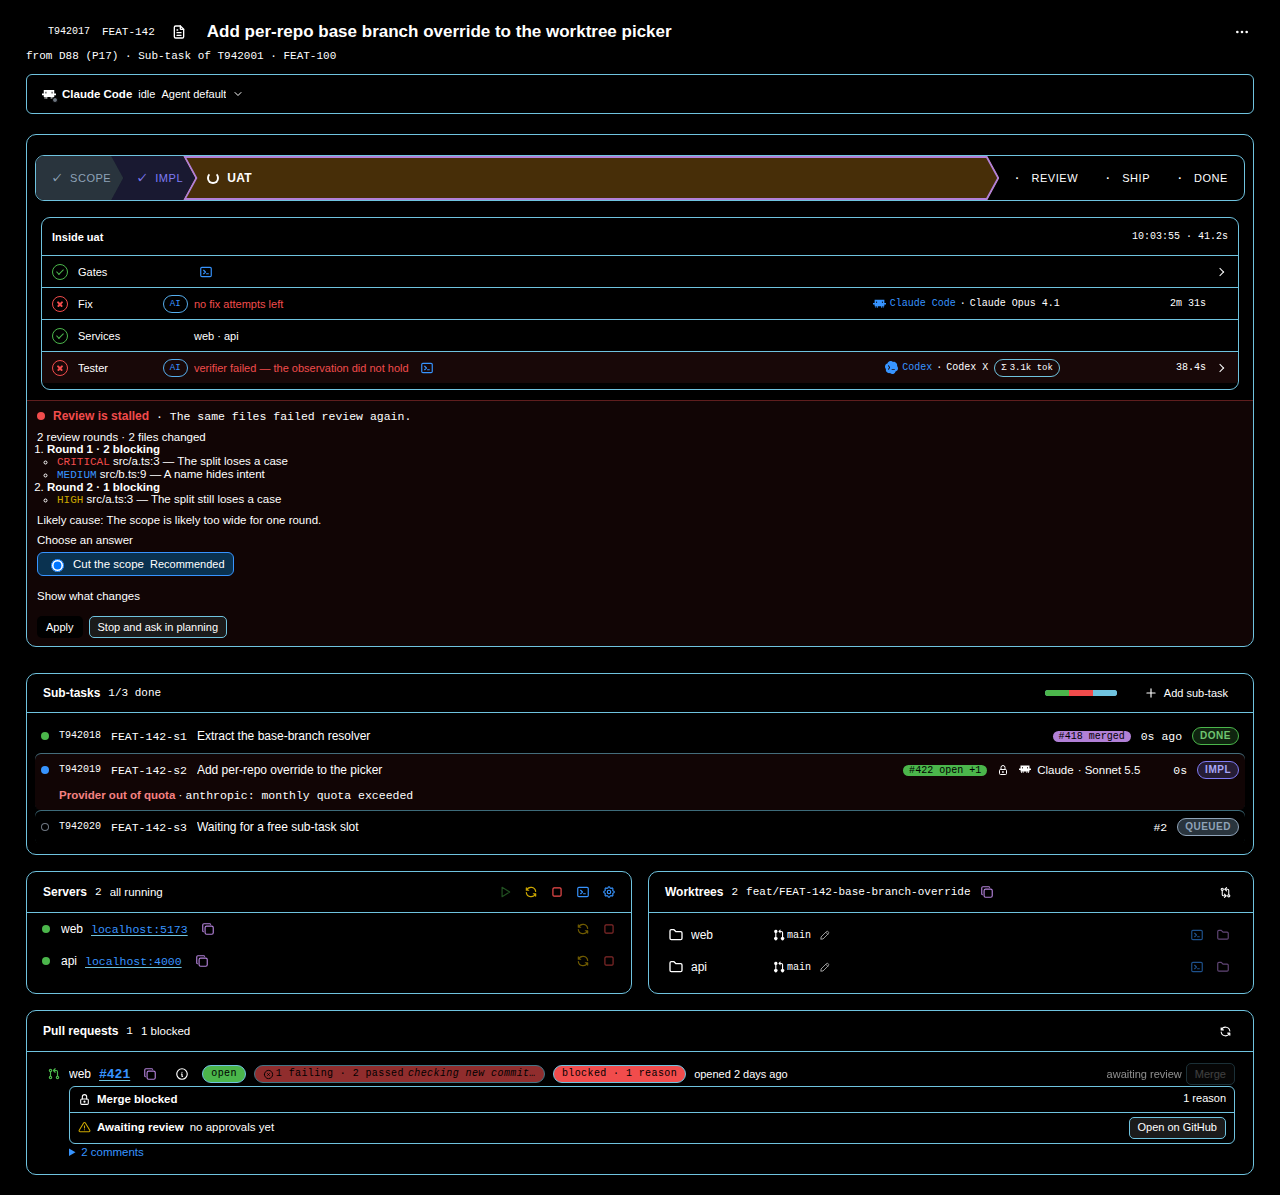 T942017 FEAT-142 Add per-repo base branch override to the worktree picker
from D88 (P17) · Sub-task of T942001 · FEAT-100
Claude Code idle Agent default
SCOPE IMPL UAT · REVIEW · SHIP · DONE
Inside uat 10:03:55 · 41.2s
Gates
Fix AI no fix attempts left Claude Code · Claude Opus 4.1 2m 31s
Services web · api
Tester AI verifier failed — the observation did not hold Codex · Codex X Σ 3.1k tok 38.4s
Review is stalled · The same files failed review again.
2 review rounds · 2 files changed
1. Round 1 · 2 blocking
CRITICAL src/a.ts:3 — The split loses a case
MEDIUM src/b.ts:9 — A name hides intent
2. Round 2 · 1 blocking
HIGH src/a.ts:3 — The split still loses a case
Likely cause: The scope is likely too wide for one round.
Choose an answer
Cut the scope Recommended
Show what changes
Apply Stop and ask in planning
Sub-tasks 1/3 done Add sub-task
T942018 FEAT-142-s1 Extract the base-branch resolver #418 merged 0s ago DONE
T942019 FEAT-142-s2 Add per-repo override to the picker #422 open +1 Claude · Sonnet 5.5 0s IMPL
Provider out of quota · anthropic: monthly quota exceeded
T942020 FEAT-142-s3 Waiting for a free sub-task slot #2 QUEUED
Servers 2 all running
web localhost:5173
api localhost:4000
Worktrees 2 feat/FEAT-142-base-branch-override
web main
api main
Pull requests 1 1 blocked
web #421 open 1 failing · 2 passed checking new commit… blocked · 1 reason opened 2 days ago awaiting review Merge
Merge blocked 1 reason
Awaiting review no approvals yet Open on GitHub
2 comments